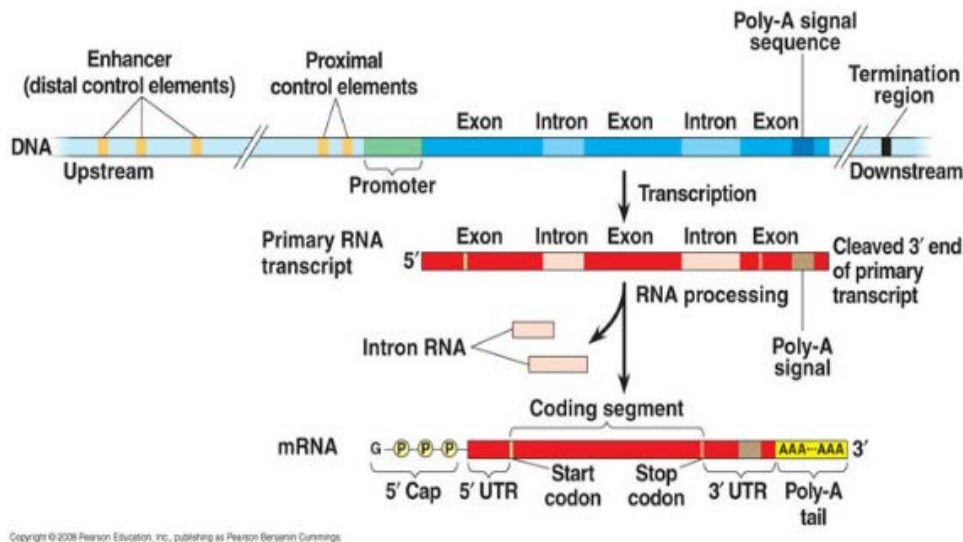 Poly-A signal
sequence
Enhancer
(distal control elements)
Proximal
control elements
Termination
region
Exon Intron Exon Intron Exon
DNA
Upstream
Downstream
Promoter
Transcription
Primary RNA
transcript
5′
Exon Intron Exon Intron Exon
Cleaved 3′ end
of primary
transcript
RNA processing
Intron RNA
Poly-A
signal
Coding segment
mRNA
G P P P
AAA···AAA 3′
5′ Cap
5′ UTR
Start
codon
Stop
codon
3′ UTR
Poly-A
tail
Copyright © 2008 Pearson Education, Inc., publishing as Pearson Benjamin Cummings.